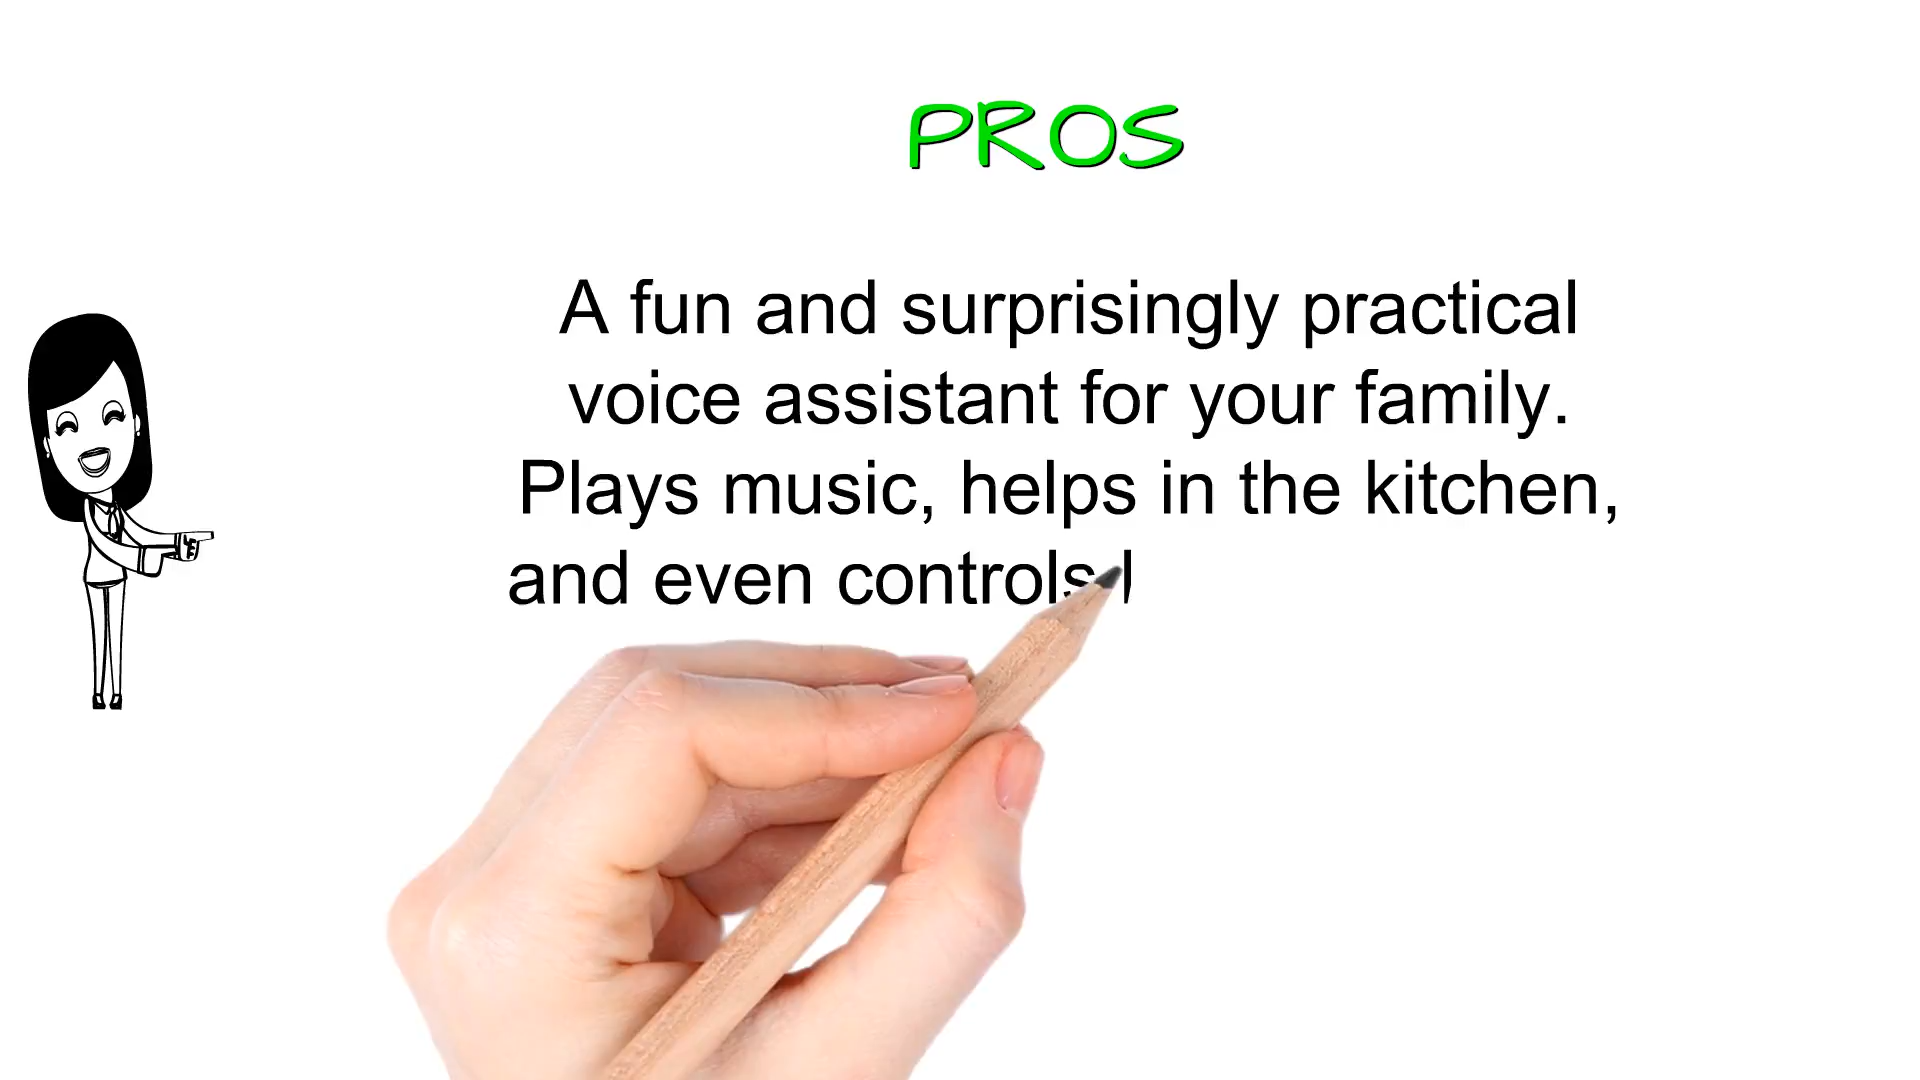 PROS
A fun and surprisingly practical
voice assistant for your family.
Plays music, helps in the kitchen,
and even controls